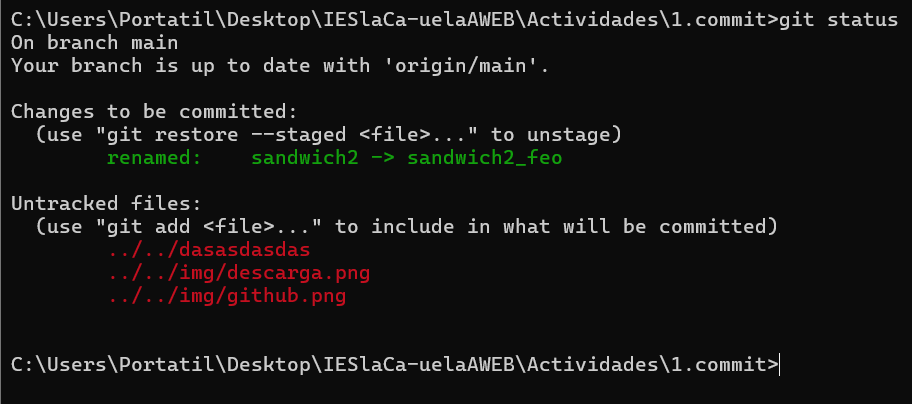 C:\Users\Portatil\Desktop\IESlaCa-uelaAWEB\Actividades\1.commit>git status
On branch main
Your branch is up to date with 'origin/main'.
Changes to be committed:
(use "git restore --staged <file>..." to unstage)
renamed:    sandwich2 -> sandwich2_feo
Untracked files:
(use "git add <file>..." to include in what will be committed)
../../dasasdasdas
../../img/descarga.png
../../img/github.png
C:\Users\Portatil\Desktop\IESlaCa-uelaAWEB\Actividades\1.commit>